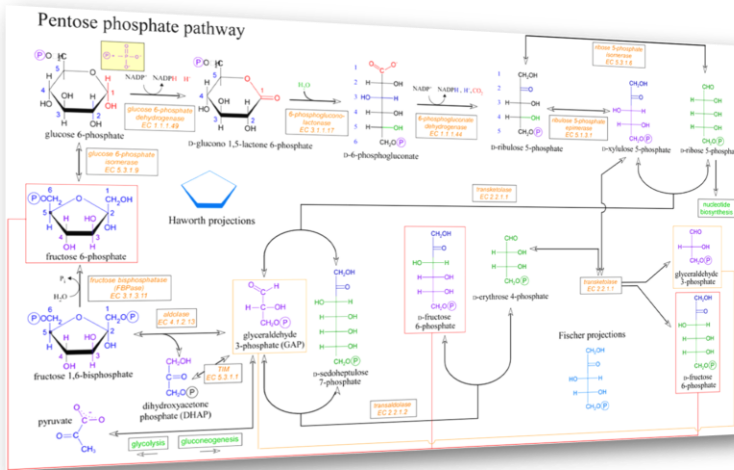 Pentose phosphate pathway
glucose 6-phosphate
glucose 6-phosphate
dehydrogenase
EC 1.1.1.49
D-glucono 1,5-lactone 6-phosphate
H₂O
6-phosphoglucono-
lactonase
EC 3.1.1.17
D-6-phosphogluconate
6-phosphogluconate
dehydrogenase
EC 1.1.1.44
D-ribulose 5-phosphate
ribose 5-phosphate
isomerase
EC 5.3.1.6
ribulose 5-phosphate
epimerase
EC 5.1.3.1
D-xylulose 5-phosphate
D-ribose 5-phosphate
nucleotide
biosynthesis
glucose 6-phosphate
isomerase
EC 5.3.1.9
fructose 6-phosphate
Haworth projections
transketolase
EC 2.2.1.1
fructose bisphosphatase
(FBPase)
EC 3.1.3.11
H₂O
fructose 1,6-bisphosphate
aldolase
EC 4.1.2.13
glyceraldehyde
3-phosphate (GAP)
D-sedoheptulose
7-phosphate
D-fructose
6-phosphate
D-erythrose 4-phosphate
transketolase
EC 2.2.1.1
glyceraldehyde
3-phosphate
D-fructose
6-phosphate
Fischer projections
dihydroxyacetone
phosphate (DHAP)
TIM
EC 5.3.1.1
transaldolase
EC 2.2.1.2
pyruvate
glycolysis
gluconeogenesis